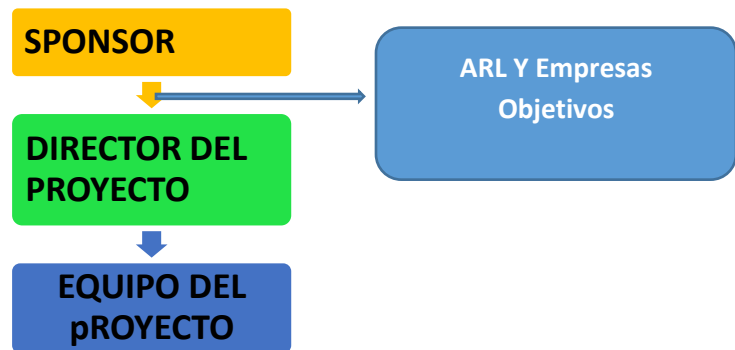 SPONSOR
ARL Y Empresas
Objetivos
DIRECTOR DEL
PROYECTO
EQUIPO DEL
pROYECTO